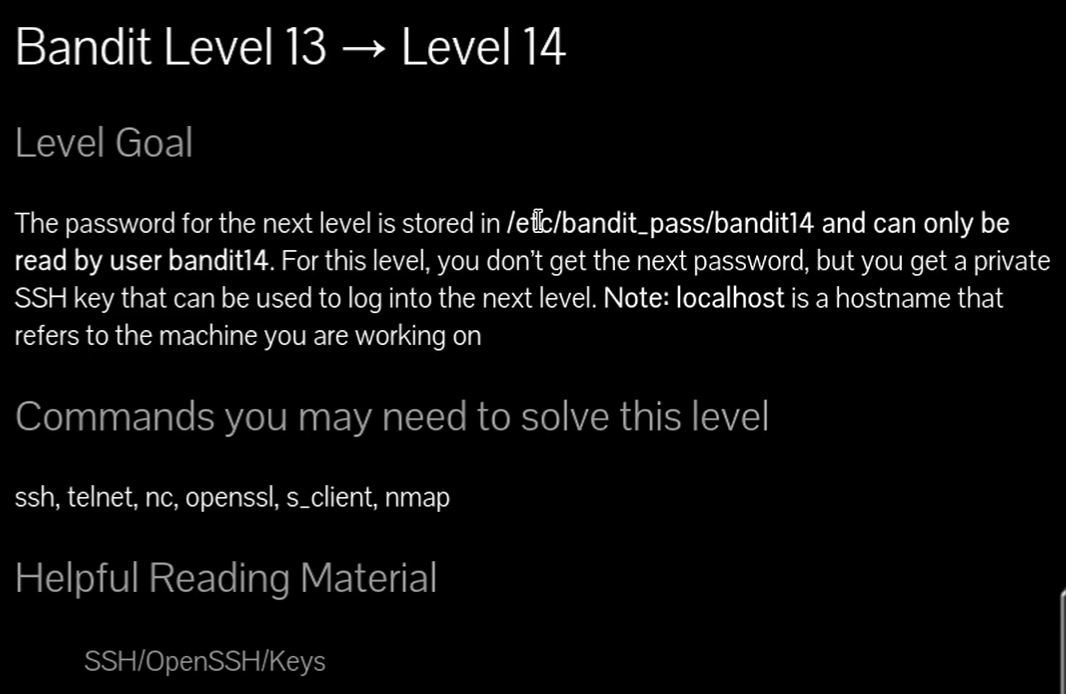 Bandit Level 13 → Level 14
Level Goal
The password for the next level is stored in /etc/bandit_pass/bandit14 and can only be
read by user bandit14. For this level, you don’t get the next password, but you get a private
SSH key that can be used to log into the next level. Note: localhost is a hostname that
refers to the machine you are working on
Commands you may need to solve this level
ssh, telnet, nc, openssl, s_client, nmap
Helpful Reading Material
SSH/OpenSSH/Keys